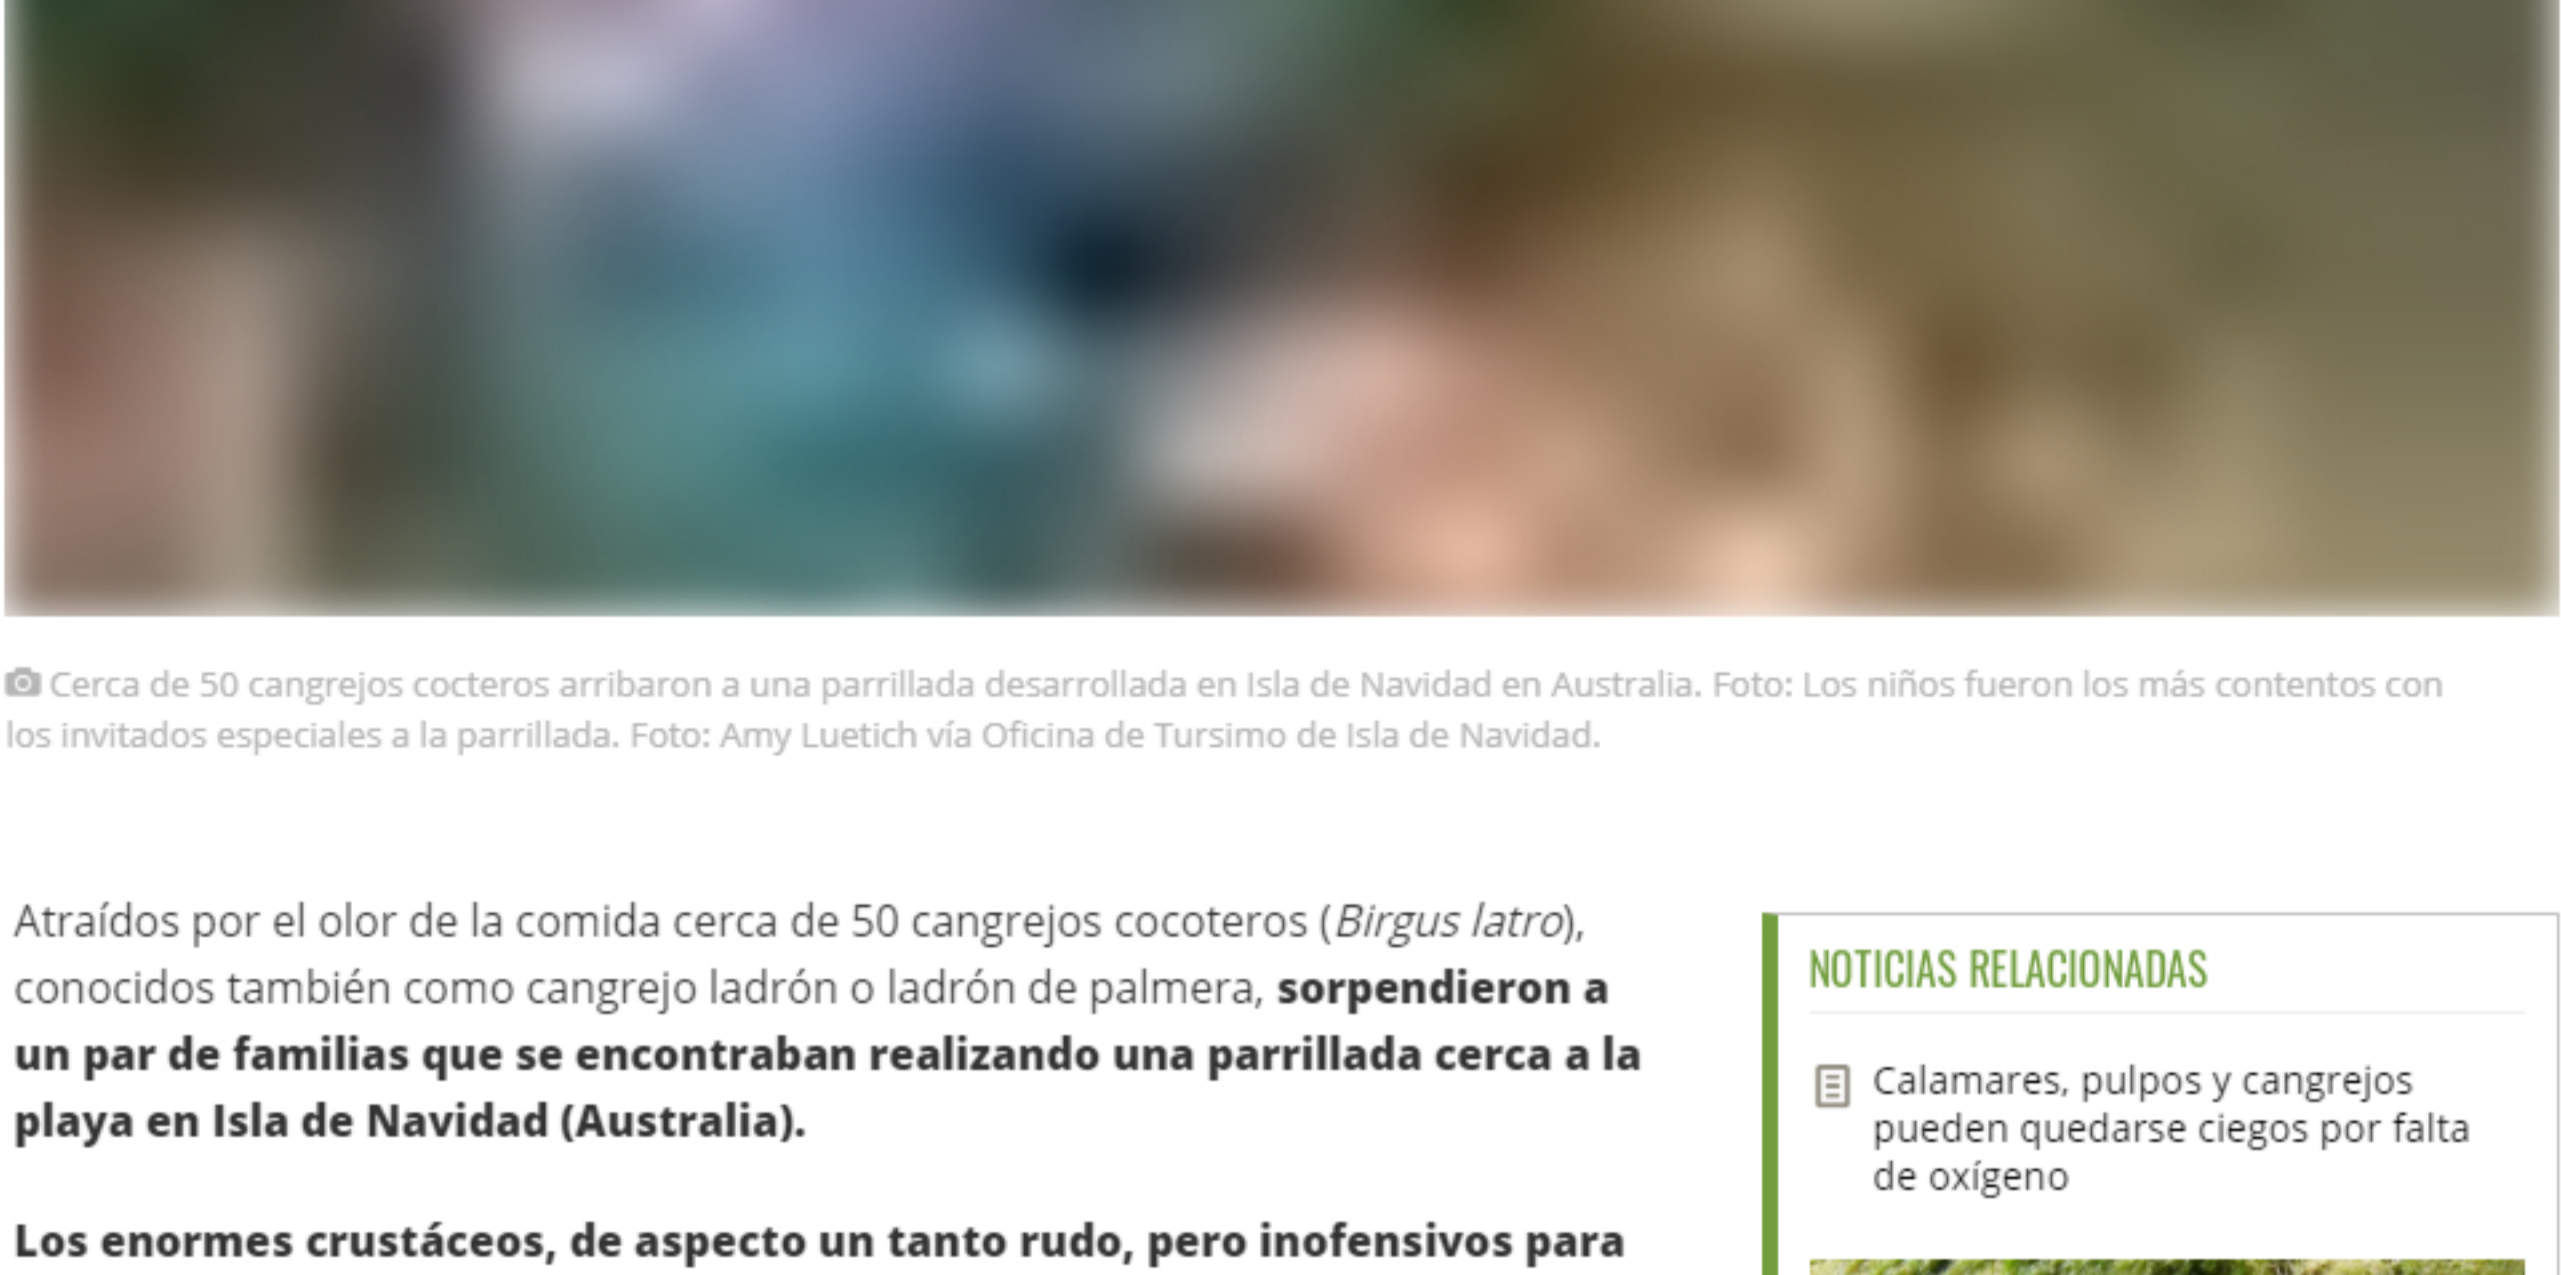 Cerca de 50 cangrejos cocteros arribaron a una parrillada desarrollada en Isla de Navidad en Australia. Foto: Los niños fueron los más contentos con
los invitados especiales a la parrillada. Foto: Amy Luetich vía Oficina de Tursimo de Isla de Navidad.
Atraídos por el olor de la comida cerca de 50 cangrejos cocoteros (Birgus latro),
conocidos también como cangrejo ladrón o ladrón de palmera, sorpendieron a
un par de familias que se encontraban realizando una parrillada cerca a la
playa en Isla de Navidad (Australia).
Los enormes crustáceos, de aspecto un tanto rudo, pero inofensivos para
NOTICIAS RELACIONADAS
Calamares, pulpos y cangrejos
pueden quedarse ciegos por falta
de oxígeno